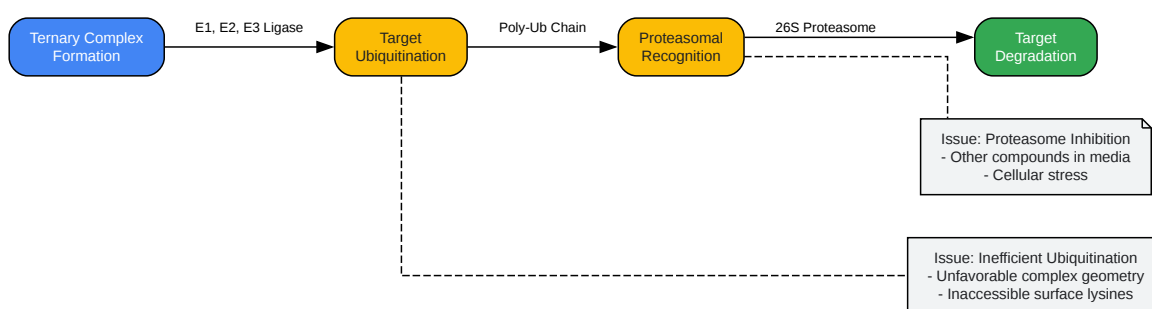 Ternary Complex
Formation
E1, E2, E3 Ligase
Target
Ubiquitination
Poly-Ub Chain
Proteasomal
Recognition
26S Proteasome
Target
Degradation
Issue: Proteasome Inhibition
- Other compounds in media
- Cellular stress
Issue: Inefficient Ubiquitination
- Unfavorable complex geometry
- Inaccessible surface lysines